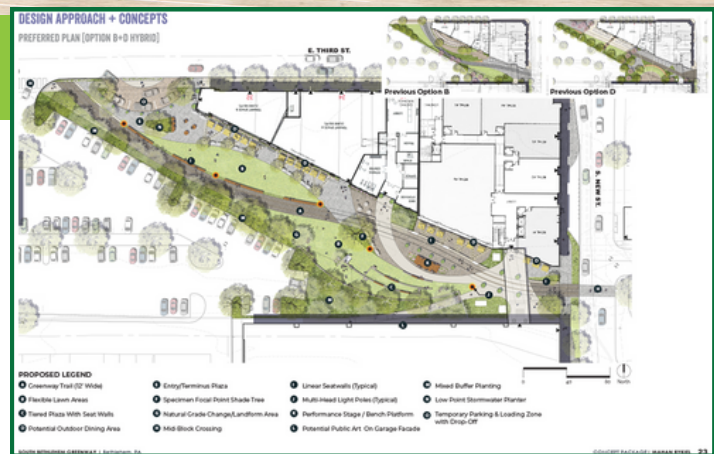 DESIGN APPROACH + CONCEPTS
PREFERRED PLAN [OPTION B+D HYBRID]
E. THIRD ST.
Previous Option B
Previous Option D
S. NEW ST.
North
PROPOSED LEGEND
Greenway Trail (12' Wide)
Flexible Lawn Areas
Tiered Plaza With Seat Walls
Potential Outdoor Dining Area
Entry/Terminus Plaza
Specimen Focal Point Shade Tree
Natural Grade Change/Landform Area
Mid-Block Crossing
Linear Seatwalls (Typical)
Multi-Head Light Poles (Typical)
Performance Stage / Bench Platform
Potential Public Art On Garage Facade
Mixed Buffer Planting
Low Point Stormwater Planter
Temporary Parking & Loading Zone
with Drop-Off
SOUTH BETHLEHEM GREENWAY | Bethlehem, PA
CONCEPT PACKAGE | MAHAN RYKIEL 23